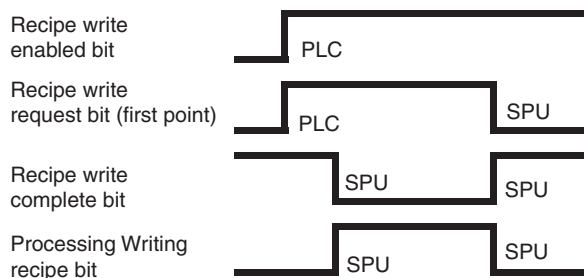 Recipe write
enabled bit
PLC
Recipe write
request bit (first point)
PLC
SPU
Recipe write
complete bit
SPU
SPU
Processing Writing
recipe bit
SPU
SPU